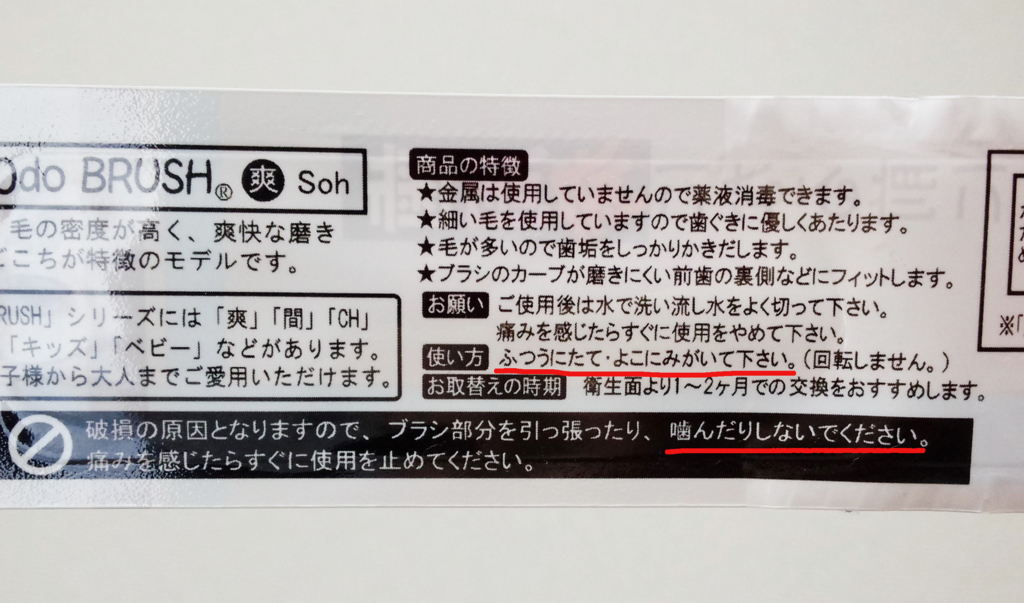 do BRUSH® 爽 Soh
毛の密度が高く、爽快な磨き
ごこちが特徴のモデルです。
RUSH」シリーズには「爽」「間」「CH」
「キッズ」「ベビー」などがあります。
子様から大人までご愛用いただけます。
商品の特徴
★金属は使用していませんので薬液消毒できます。
★細い毛を使用していますので歯ぐきに優しくあたります。
★毛が多いので歯垢をしっかりかきだします。
★ブラシのカーブが磨きにくい前歯の裏側などにフィットします。
お願い ご使用後は水で洗い流し水をよく切って下さい。
痛みを感じたらすぐに使用をやめて下さい。
使い方 ふつうにたて・よこにみがいて下さい。(回転しません。)
お取替えの時期 衛生面より1～2ヶ月での交換をおすすめします。
破損の原因となりますので、ブラシ部分を引っ張ったり、噛んだりしないでください。
痛みを感じたらすぐに使用を止めてください。
※「